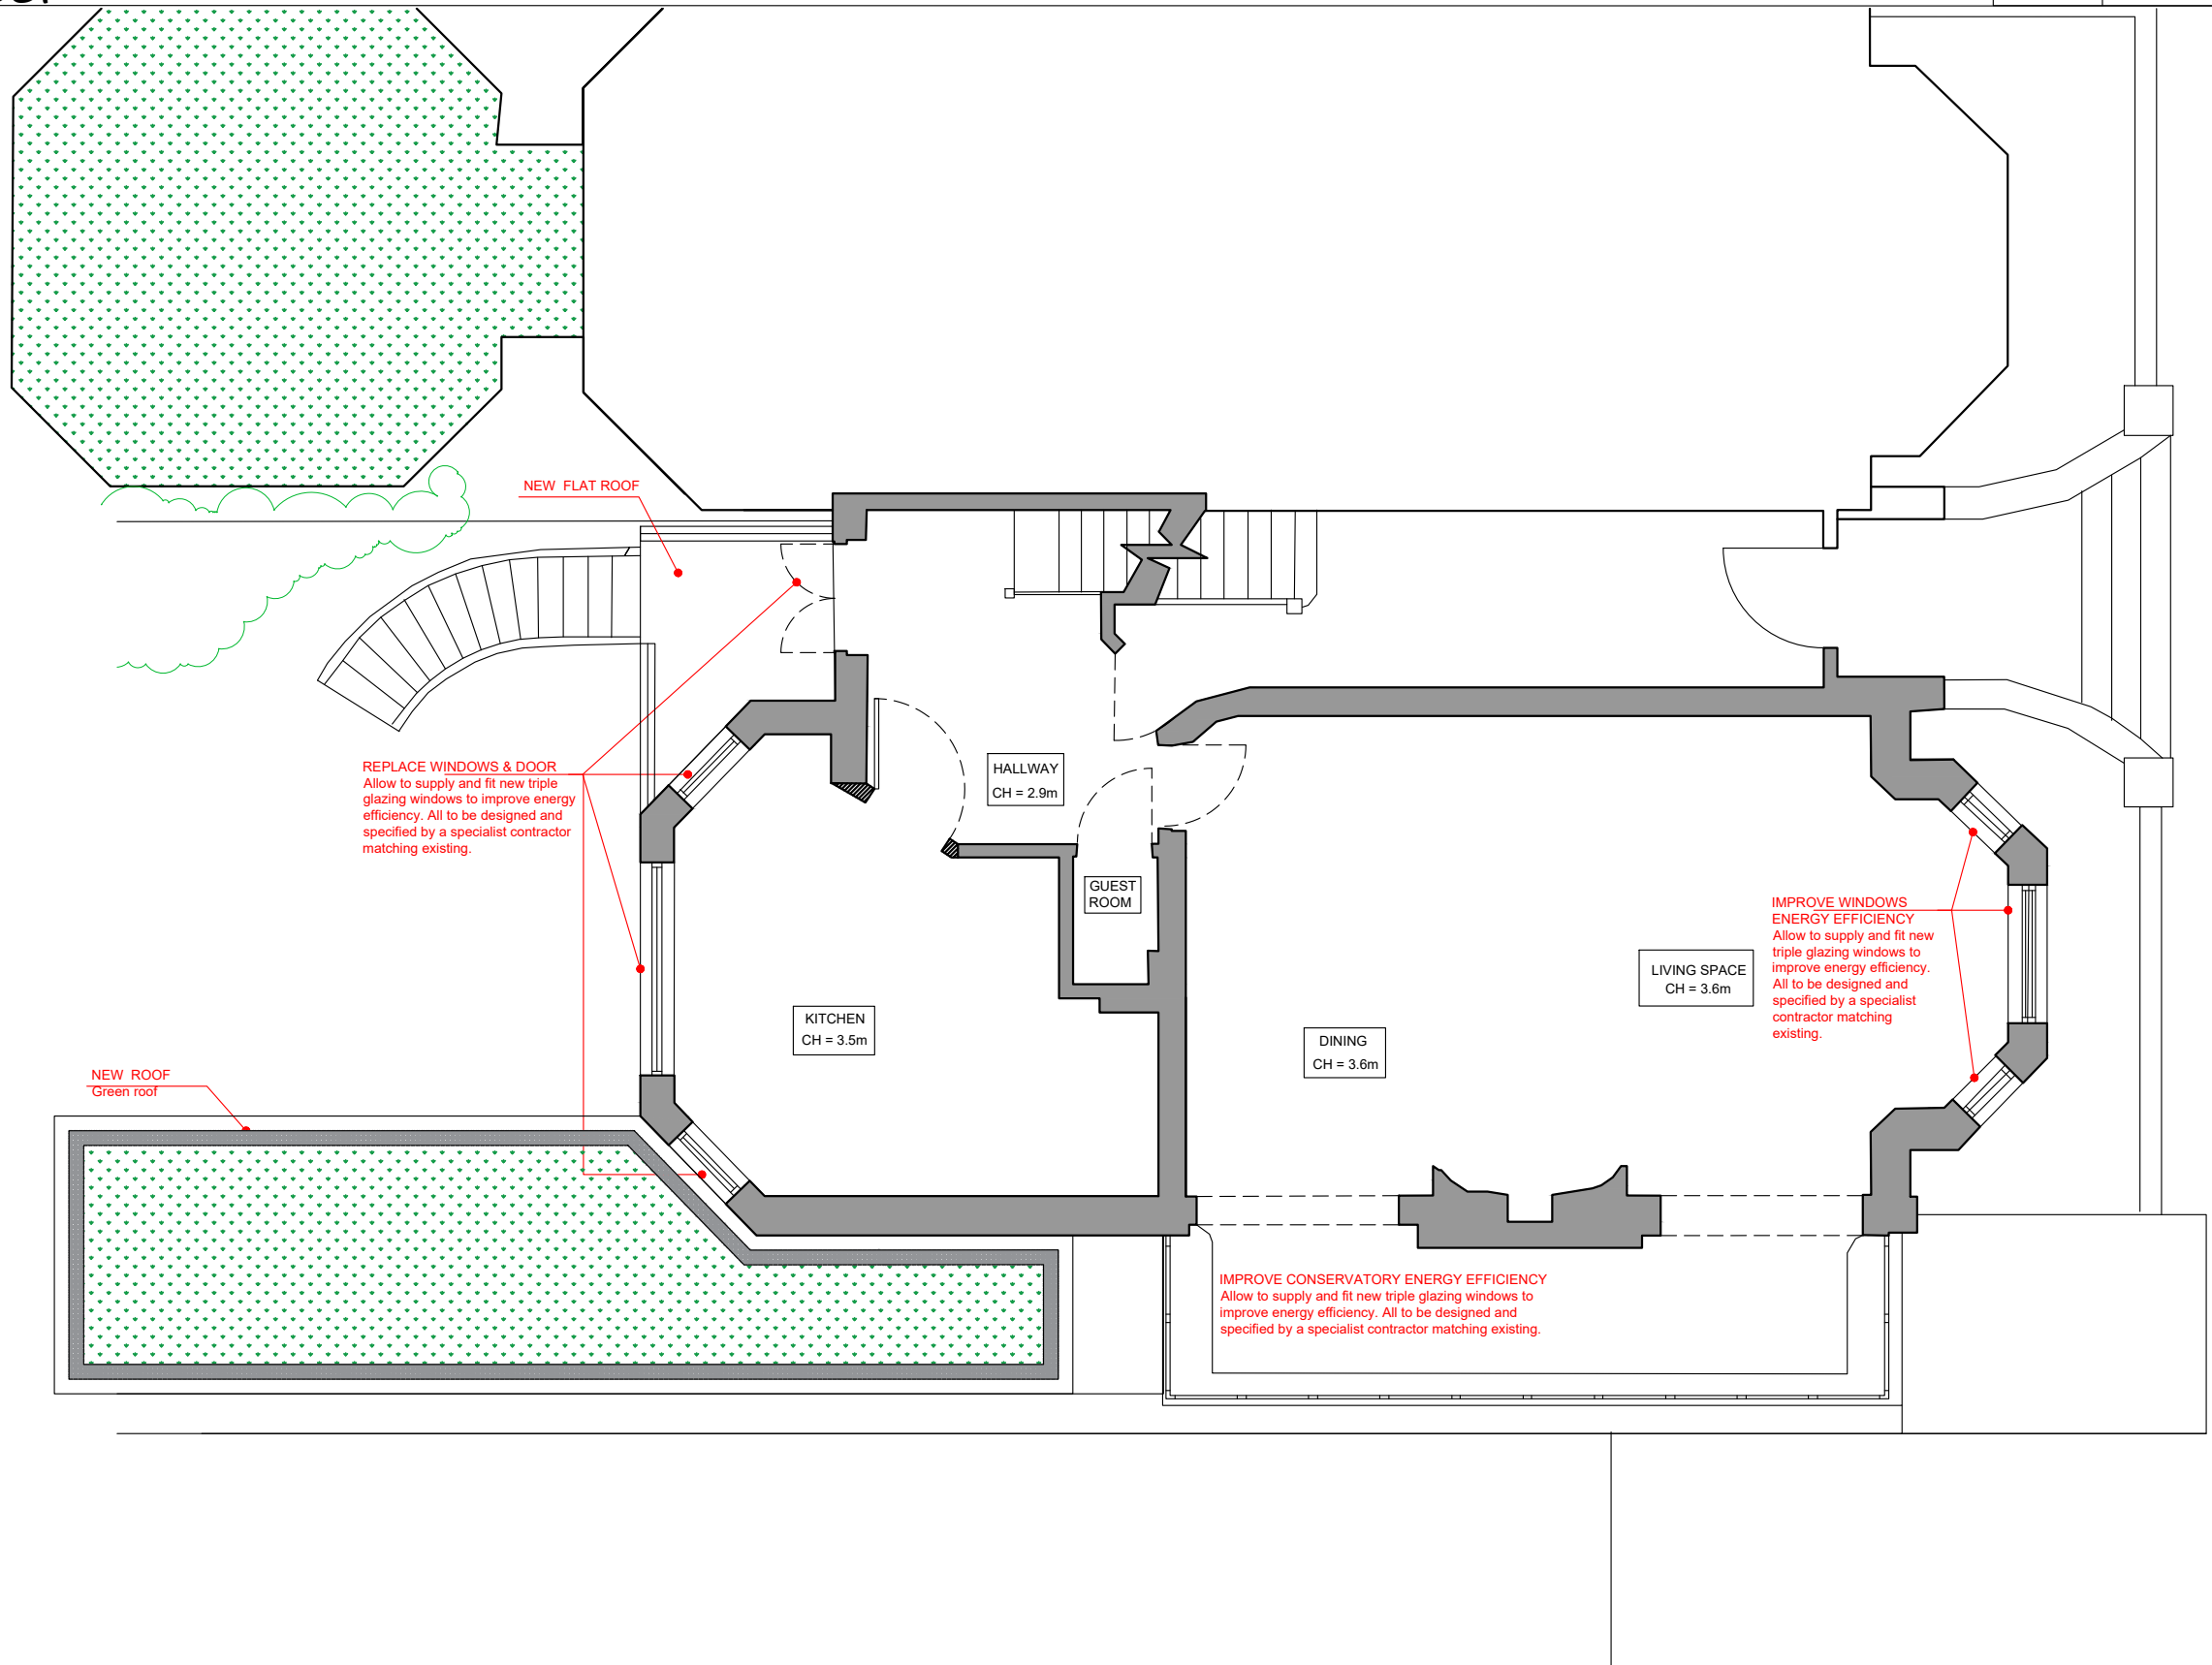 NEW FLAT ROOF
REPLACE WINDOWS & DOOR
Allow to supply and fit new triple
glazing windows to improve energy
efficiency. All to be designed and
specified by a specialist contractor
matching existing.
HALLWAY
CH = 2.9m
GUEST
ROOM
IMPROVE WINDOWS
ENERGY EFFICIENCY
Allow to supply and fit new
triple glazing windows to
improve energy efficiency.
All to be designed and
specified by a specialist
contractor matching
existing.
LIVING SPACE
CH = 3.6m
KITCHEN
CH = 3.5m
DINING
CH = 3.6m
NEW ROOF
Green roof
IMPROVE CONSERVATORY ENERGY EFFICIENCY
Allow to supply and fit new triple glazing windows to
improve energy efficiency. All to be designed and
specified by a specialist contractor matching existing.